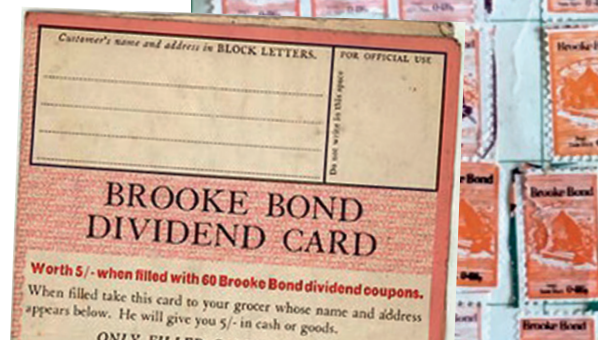 Customer's name and address in BLOCK LETTERS.
FOR OFFICIAL USE
Do not write in this space
BROOKE BOND
DIVIDEND CARD
Worth 5/- when filled with 60 Brooke Bond dividend coupons.
When filled take this card to your grocer whose name and address
appears below. He will give you 5/- in cash or goods.
ONLY FILLED
Brooke B
Bond
Brooke Bond
Bond
Brooke Bond